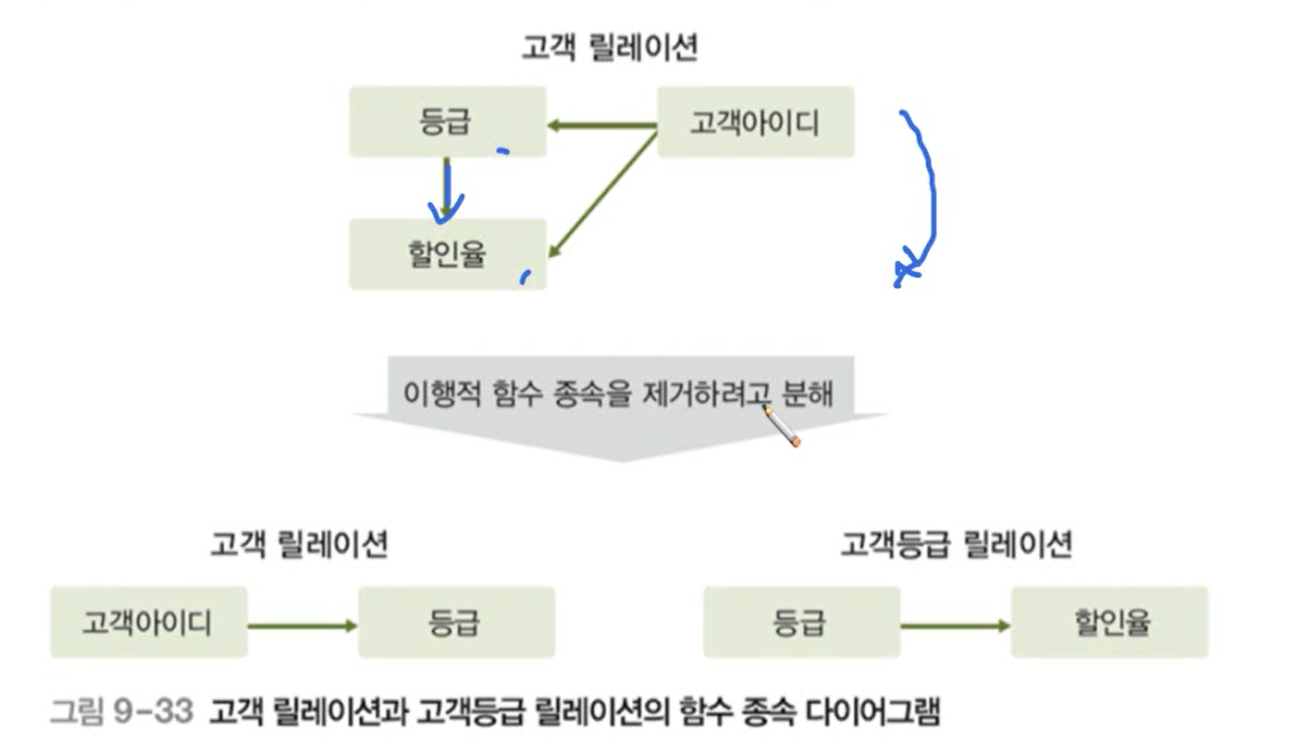 고객 릴레이션
등급
고객아이디
할인율
이행적 함수 종속을 제거하려고 분해
고객 릴레이션
고객등급 릴레이션
고객아이디
등급
등급
할인율
그림 9-33 고객 릴레이션과 고객등급 릴레이션의 함수 종속 다이어그램